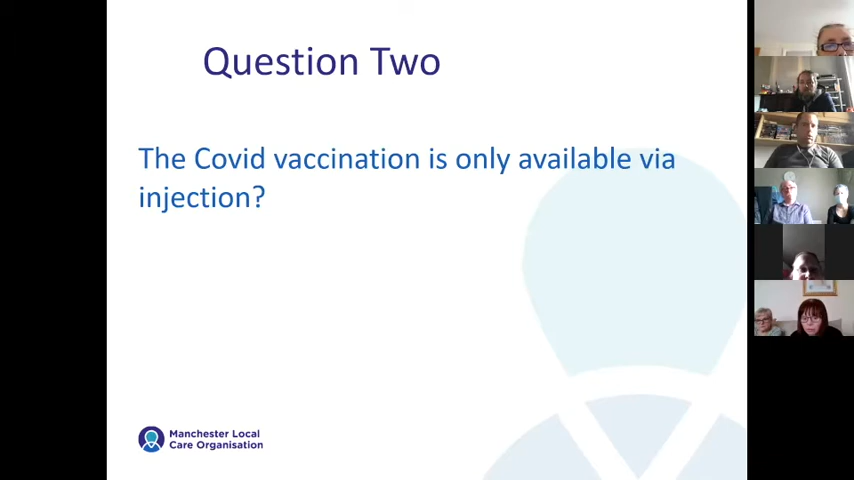 Question Two
The Covid vaccination is only available via
injection?
Manchester Local
Care Organisation